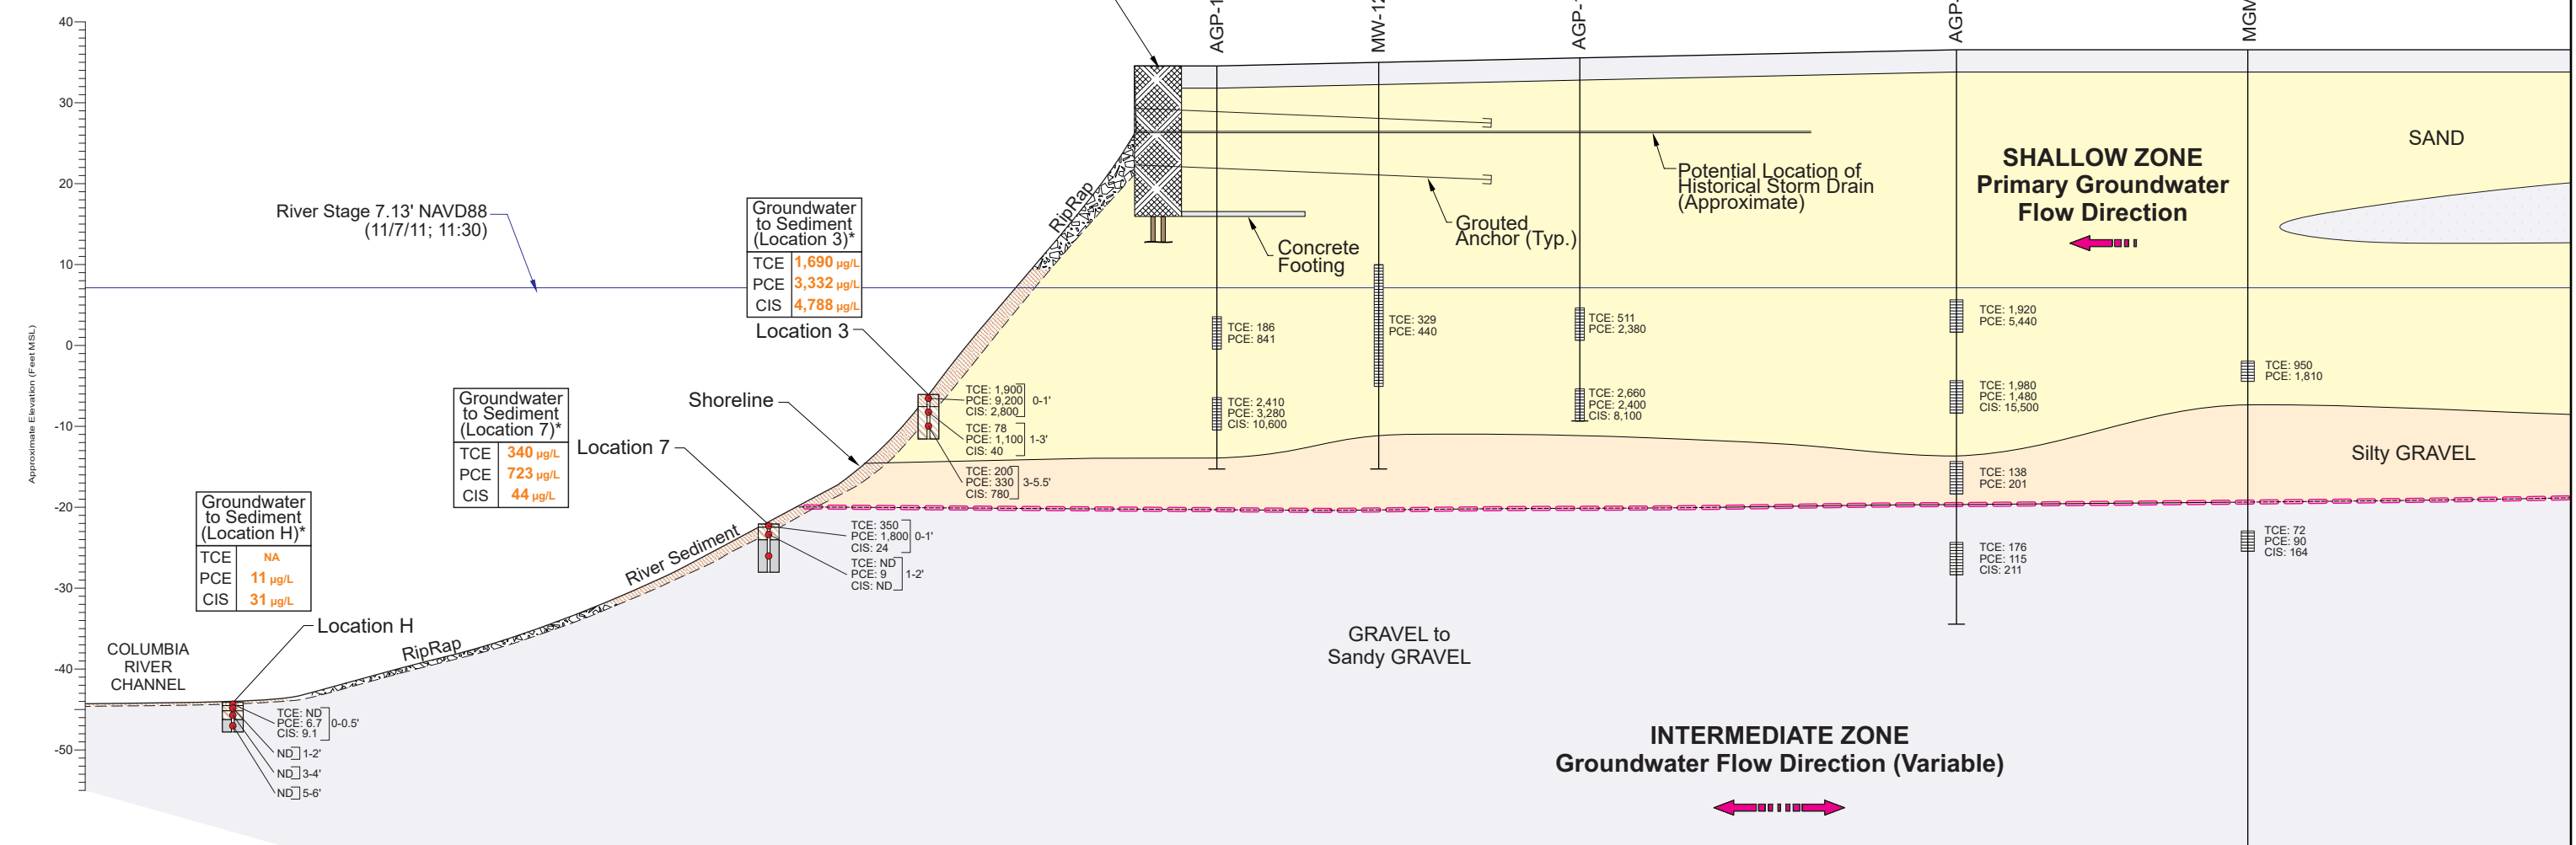 40
30
20
10
0
-10
-20
-30
-40
-50
Approximate Elevation (Feet MSL)
AGP-1
MW-12
AGP-
AGP-
MGM
River Stage 7.13' NAVD88
(11/7/11; 11:30)
Groundwater
to Sediment
(Location 3)*
TCE 1,690 µg/L
PCE 3,332 µg/L
CIS 4,788 µg/L
Location 3
RipRap
Concrete
Footing
Grouted
Anchor (Typ.)
Potential Location of
Historical Storm Drain
(Approximate)
SHALLOW ZONE
Primary Groundwater
Flow Direction
SAND
TCE: 186
PCE: 841
TCE: 329
PCE: 440
TCE: 511
PCE: 2,380
TCE: 1,920
PCE: 5,440
TCE: 950
PCE: 1,810
Groundwater
to Sediment
(Location 7)*
TCE 340 µg/L
PCE 723 µg/L
CIS 44 µg/L
Location 7
Shoreline
TCE: 1,900
PCE: 9,200 0-1'
CIS: 2,800
TCE: 78
PCE: 1,100 1-3'
CIS: 40
TCE: 200
PCE: 330 3-5.5'
CIS: 780
TCE: 2,410
PCE: 3,280
CIS: 10,600
TCE: 2,660
PCE: 2,400
CIS: 8,100
TCE: 1,980
PCE: 1,480
CIS: 15,500
Silty GRAVEL
TCE: 138
PCE: 201
Groundwater
to Sediment
(Location H)*
TCE NA
PCE 11 µg/L
CIS 31 µg/L
Location H
River Sediment
TCE: 350
PCE: 1,800 0-1'
CIS: 24
TCE: ND
PCE: 9 1-2'
CIS: ND
TCE: 176
PCE: 115
CIS: 211
TCE: 72
PCE: 90
CIS: 164
COLUMBIA
RIVER
CHANNEL
RipRap
GRAVEL to
Sandy GRAVEL
TCE: ND
PCE: 6.7 0-0.5'
CIS: 9.1
ND 1-2'
ND 3-4'
ND 5-6'
INTERMEDIATE ZONE
Groundwater Flow Direction (Variable)